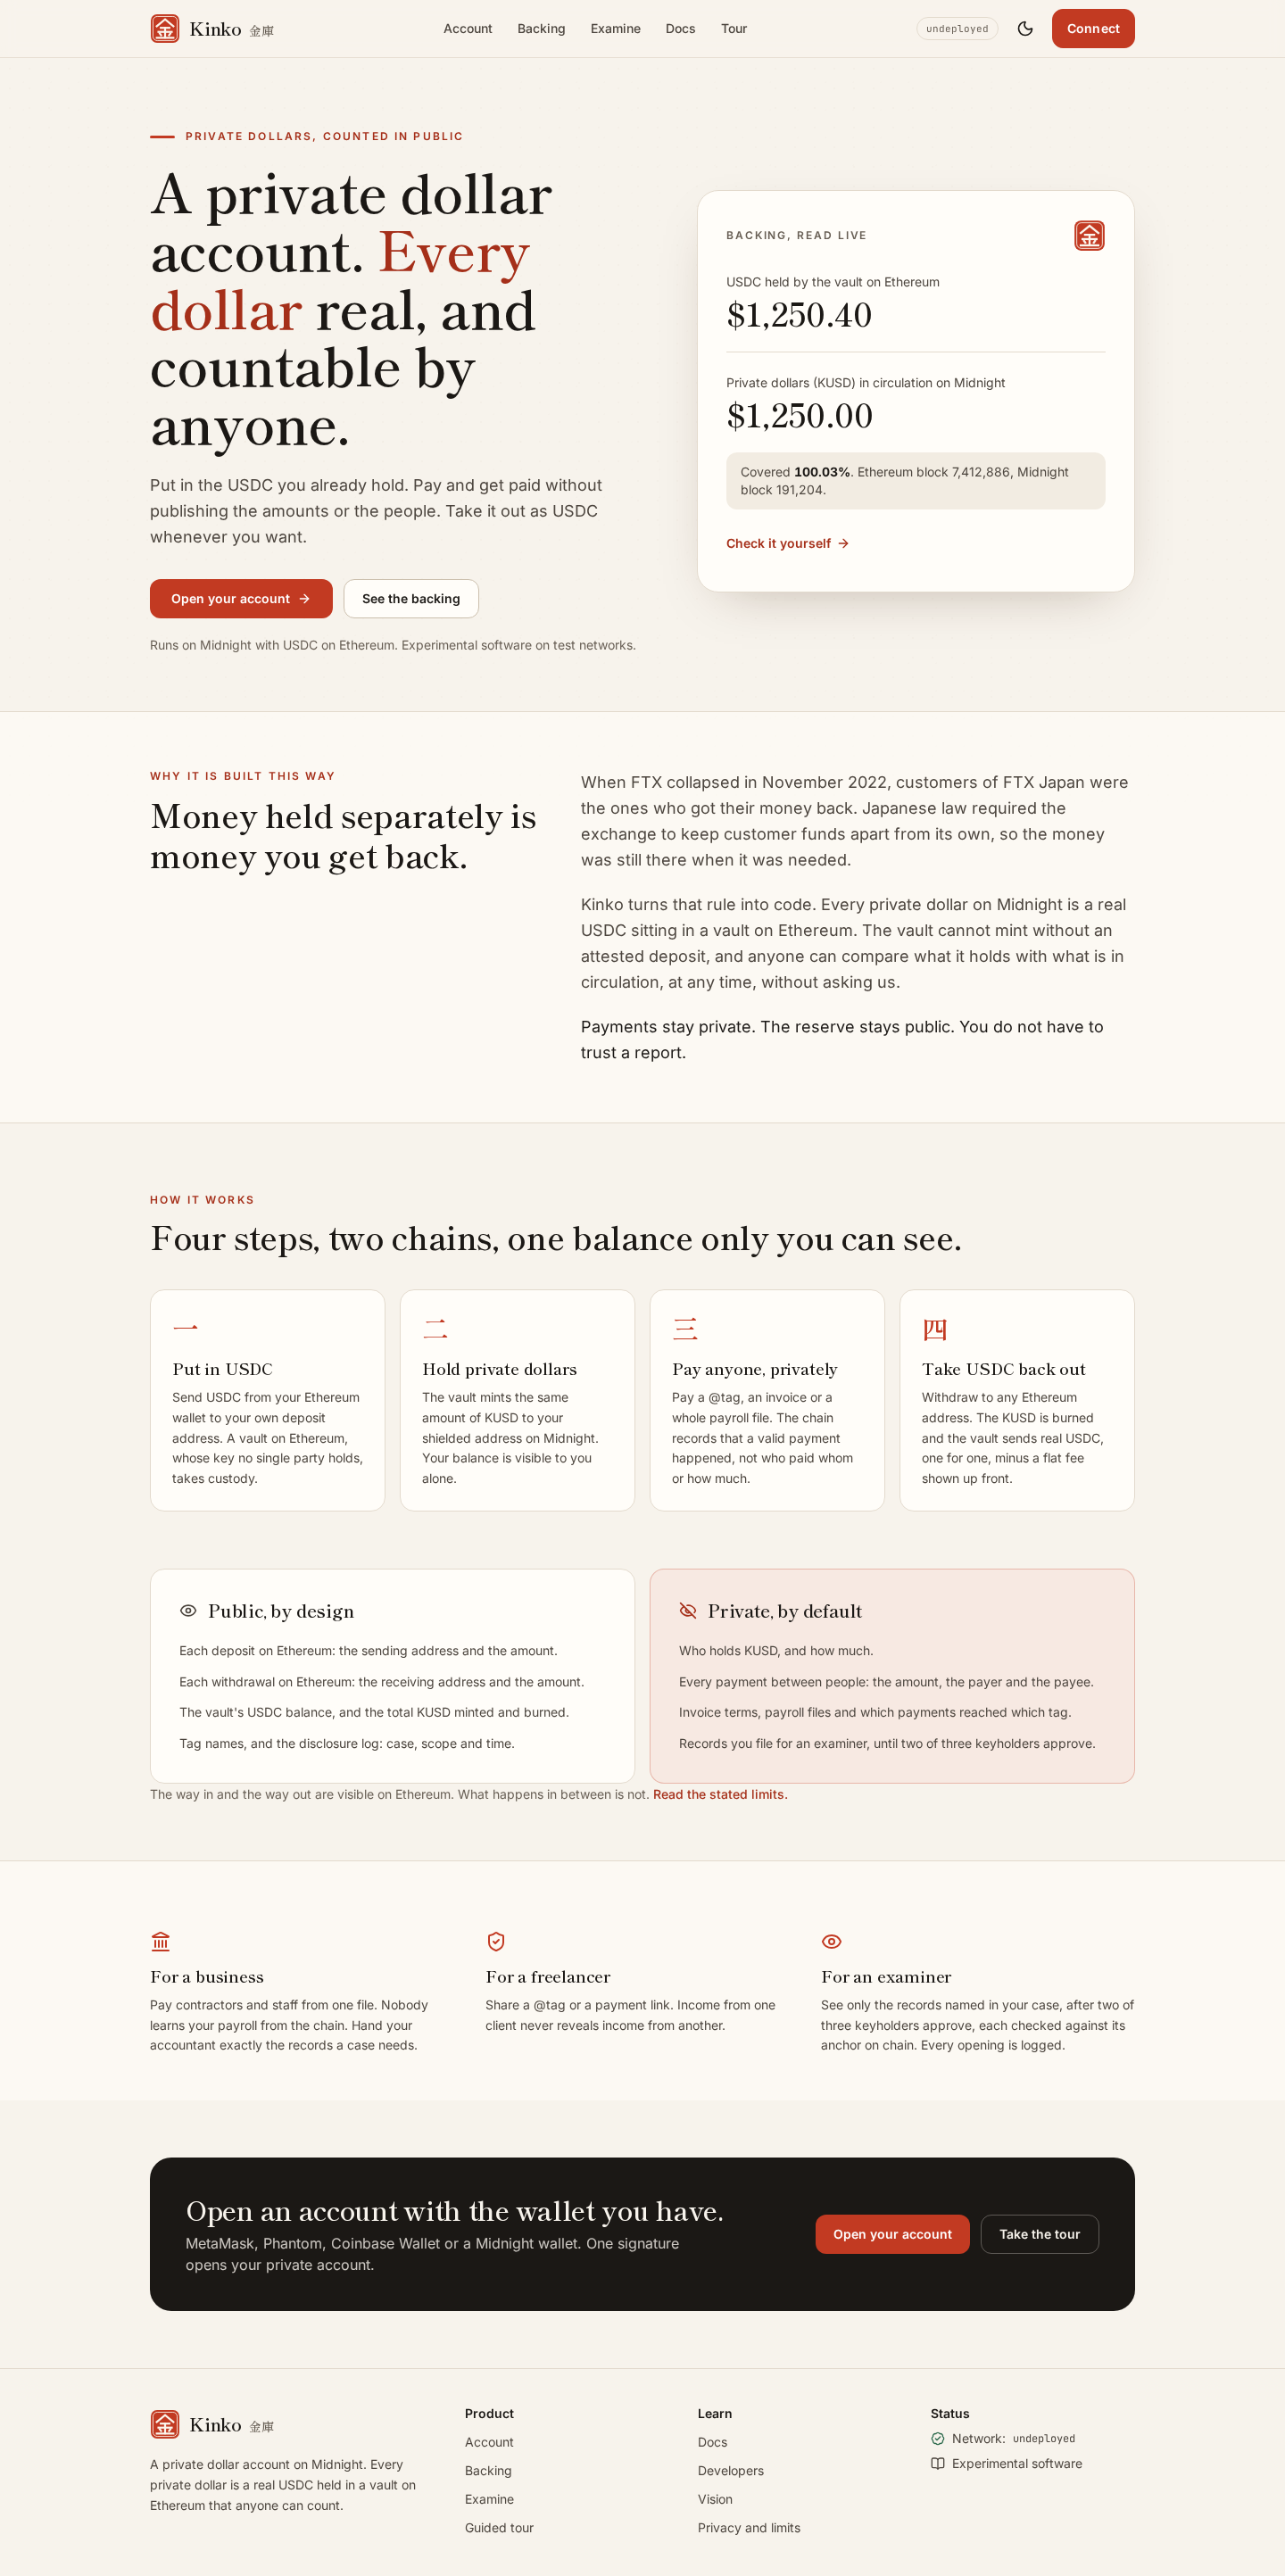 金 Kinko 金庫
Account Backing Examine Docs Tour
undeployed
Connect
PRIVATE DOLLARS, COUNTED IN PUBLIC
A private dollar
account. Every
dollar real, and
countable by
anyone.
Put in the USDC you already hold. Pay and get paid without
publishing the amounts or the people. Take it out as USDC
whenever you want.
Open your account →
See the backing
Runs on Midnight with USDC on Ethereum. Experimental software on test networks.
BACKING, READ LIVE
金
USDC held by the vault on Ethereum
$1,250.40
Private dollars (KUSD) in circulation on Midnight
$1,250.00
Covered 100.03%. Ethereum block 7,412,886, Midnight
block 191,204.
Check it yourself →
WHY IT IS BUILT THIS WAY
Money held separately is
money you get back.
When FTX collapsed in November 2022, customers of FTX Japan were
the ones who got their money back. Japanese law required the
exchange to keep customer funds apart from its own, so the money
was still there when it was needed.
Kinko turns that rule into code. Every private dollar on Midnight is a real
USDC sitting in a vault on Ethereum. The vault cannot mint without an
attested deposit, and anyone can compare what it holds with what is in
circulation, at any time, without asking us.
Payments stay private. The reserve stays public. You do not have to
trust a report.
HOW IT WORKS
Four steps, two chains, one balance only you can see.
一
Put in USDC
Send USDC from your Ethereum
wallet to your own deposit
address. A vault on Ethereum,
whose key no single party holds,
takes custody.
二
Hold private dollars
The vault mints the same
amount of KUSD to your
shielded address on Midnight.
Your balance is visible to you
alone.
三
Pay anyone, privately
Pay a @tag, an invoice or a
whole payroll file. The chain
records that a valid payment
happened, not who paid whom
or how much.
四
Take USDC back out
Withdraw to any Ethereum
address. The KUSD is burned
and the vault sends real USDC,
one for one, minus a flat fee
shown up front.
Public, by design
Each deposit on Ethereum: the sending address and the amount.
Each withdrawal on Ethereum: the receiving address and the amount.
The vault's USDC balance, and the total KUSD minted and burned.
Tag names, and the disclosure log: case, scope and time.
Private, by default
Who holds KUSD, and how much.
Every payment between people: the amount, the payer and the payee.
Invoice terms, payroll files and which payments reached which tag.
Records you file for an examiner, until two of three keyholders approve.
The way in and the way out are visible on Ethereum. What happens in between is not. Read the stated limits.
For a business
Pay contractors and staff from one file. Nobody
learns your payroll from the chain. Hand your
accountant exactly the records a case needs.
For a freelancer
Share a @tag or a payment link. Income from one
client never reveals income from another.
For an examiner
See only the records named in your case, after two of
three keyholders approve, each checked against its
anchor on chain. Every opening is logged.
Open an account with the wallet you have.
MetaMask, Phantom, Coinbase Wallet or a Midnight wallet. One signature
opens your private account.
Open your account
Take the tour
金 Kinko 金庫
A private dollar account on Midnight. Every
private dollar is a real USDC held in a vault on
Ethereum that anyone can count.
Product
Account
Backing
Examine
Guided tour
Learn
Docs
Developers
Vision
Privacy and limits
Status
Network: undeployed
Experimental software